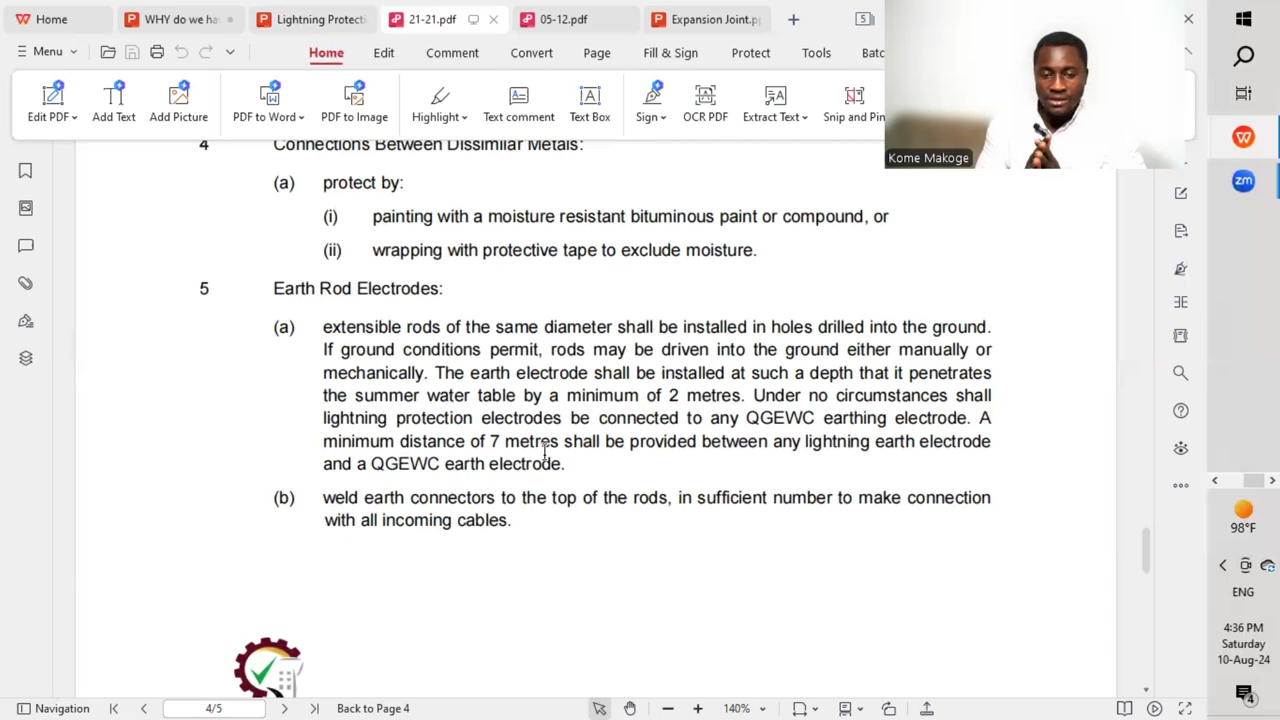 Home
WHY do we ha
Lightning Protecti
21-21.pdf
05-12.pdf
Expansion Joint.p
5
Menu
Home
Edit
Comment
Convert
Page
Fill & Sign
Protect
Tools
Batc
Edit PDF
Add Text
Add Picture
PDF to Word
PDF to Image
Highlight
Text comment
Text Box
Sign
OCR PDF
Extract Text
Snip and Pin
Kome Makoge
4 Connections Between Dissimilar Metals:
(a) protect by:
(i) painting with a moisture resistant bituminous paint or compound, or
(ii) wrapping with protective tape to exclude moisture.
5 Earth Rod Electrodes:
(a) extensible rods of the same diameter shall be installed in holes drilled into the ground.
If ground conditions permit, rods may be driven into the ground either manually or
mechanically. The earth electrode shall be installed at such a depth that it penetrates
the summer water table by a minimum of 2 metres. Under no circumstances shall
lightning protection electrodes be connected to any QGEWC earthing electrode. A
minimum distance of 7 metres shall be provided between any lightning earth electrode
and a QGEWC earth electrode.
(b) weld earth connectors to the top of the rods, in sufficient number to make connection
with all incoming cables.
Navigation
4/5
Back to Page 4
140%
zm
98°F
ENG
4:36 PM
Saturday
10-Aug-24
4